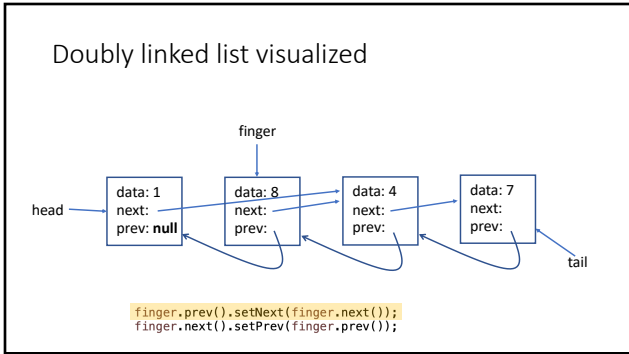 Doubly linked list visualized
finger
head
data: 1
next:
prev: null
data: 8
next:
prev:
data: 4
next:
prev:
data: 7
next:
prev:
tail
finger.prev().setNext(finger.next());
finger.next().setPrev(finger.prev());